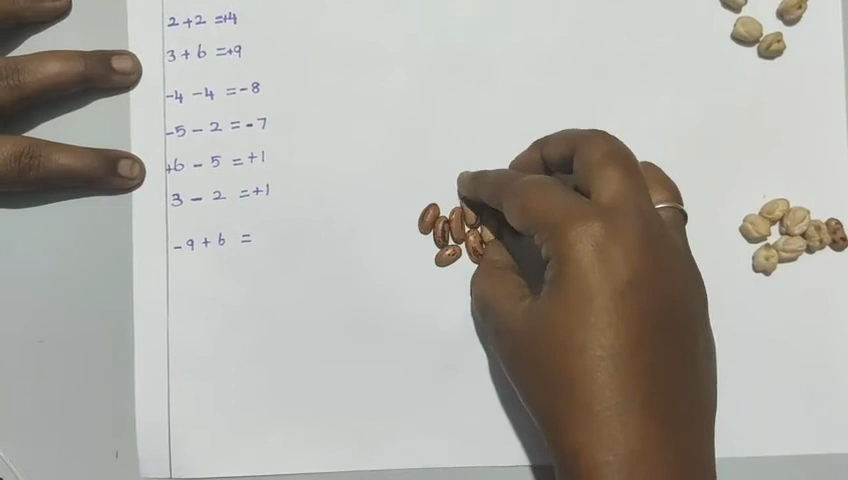 2+2 =+4
3+6 =+9
-4 -4 =-8
-5 - 2 = -7
+6 - 5 = +1
3 - 2 = +1
-9 + 6 =